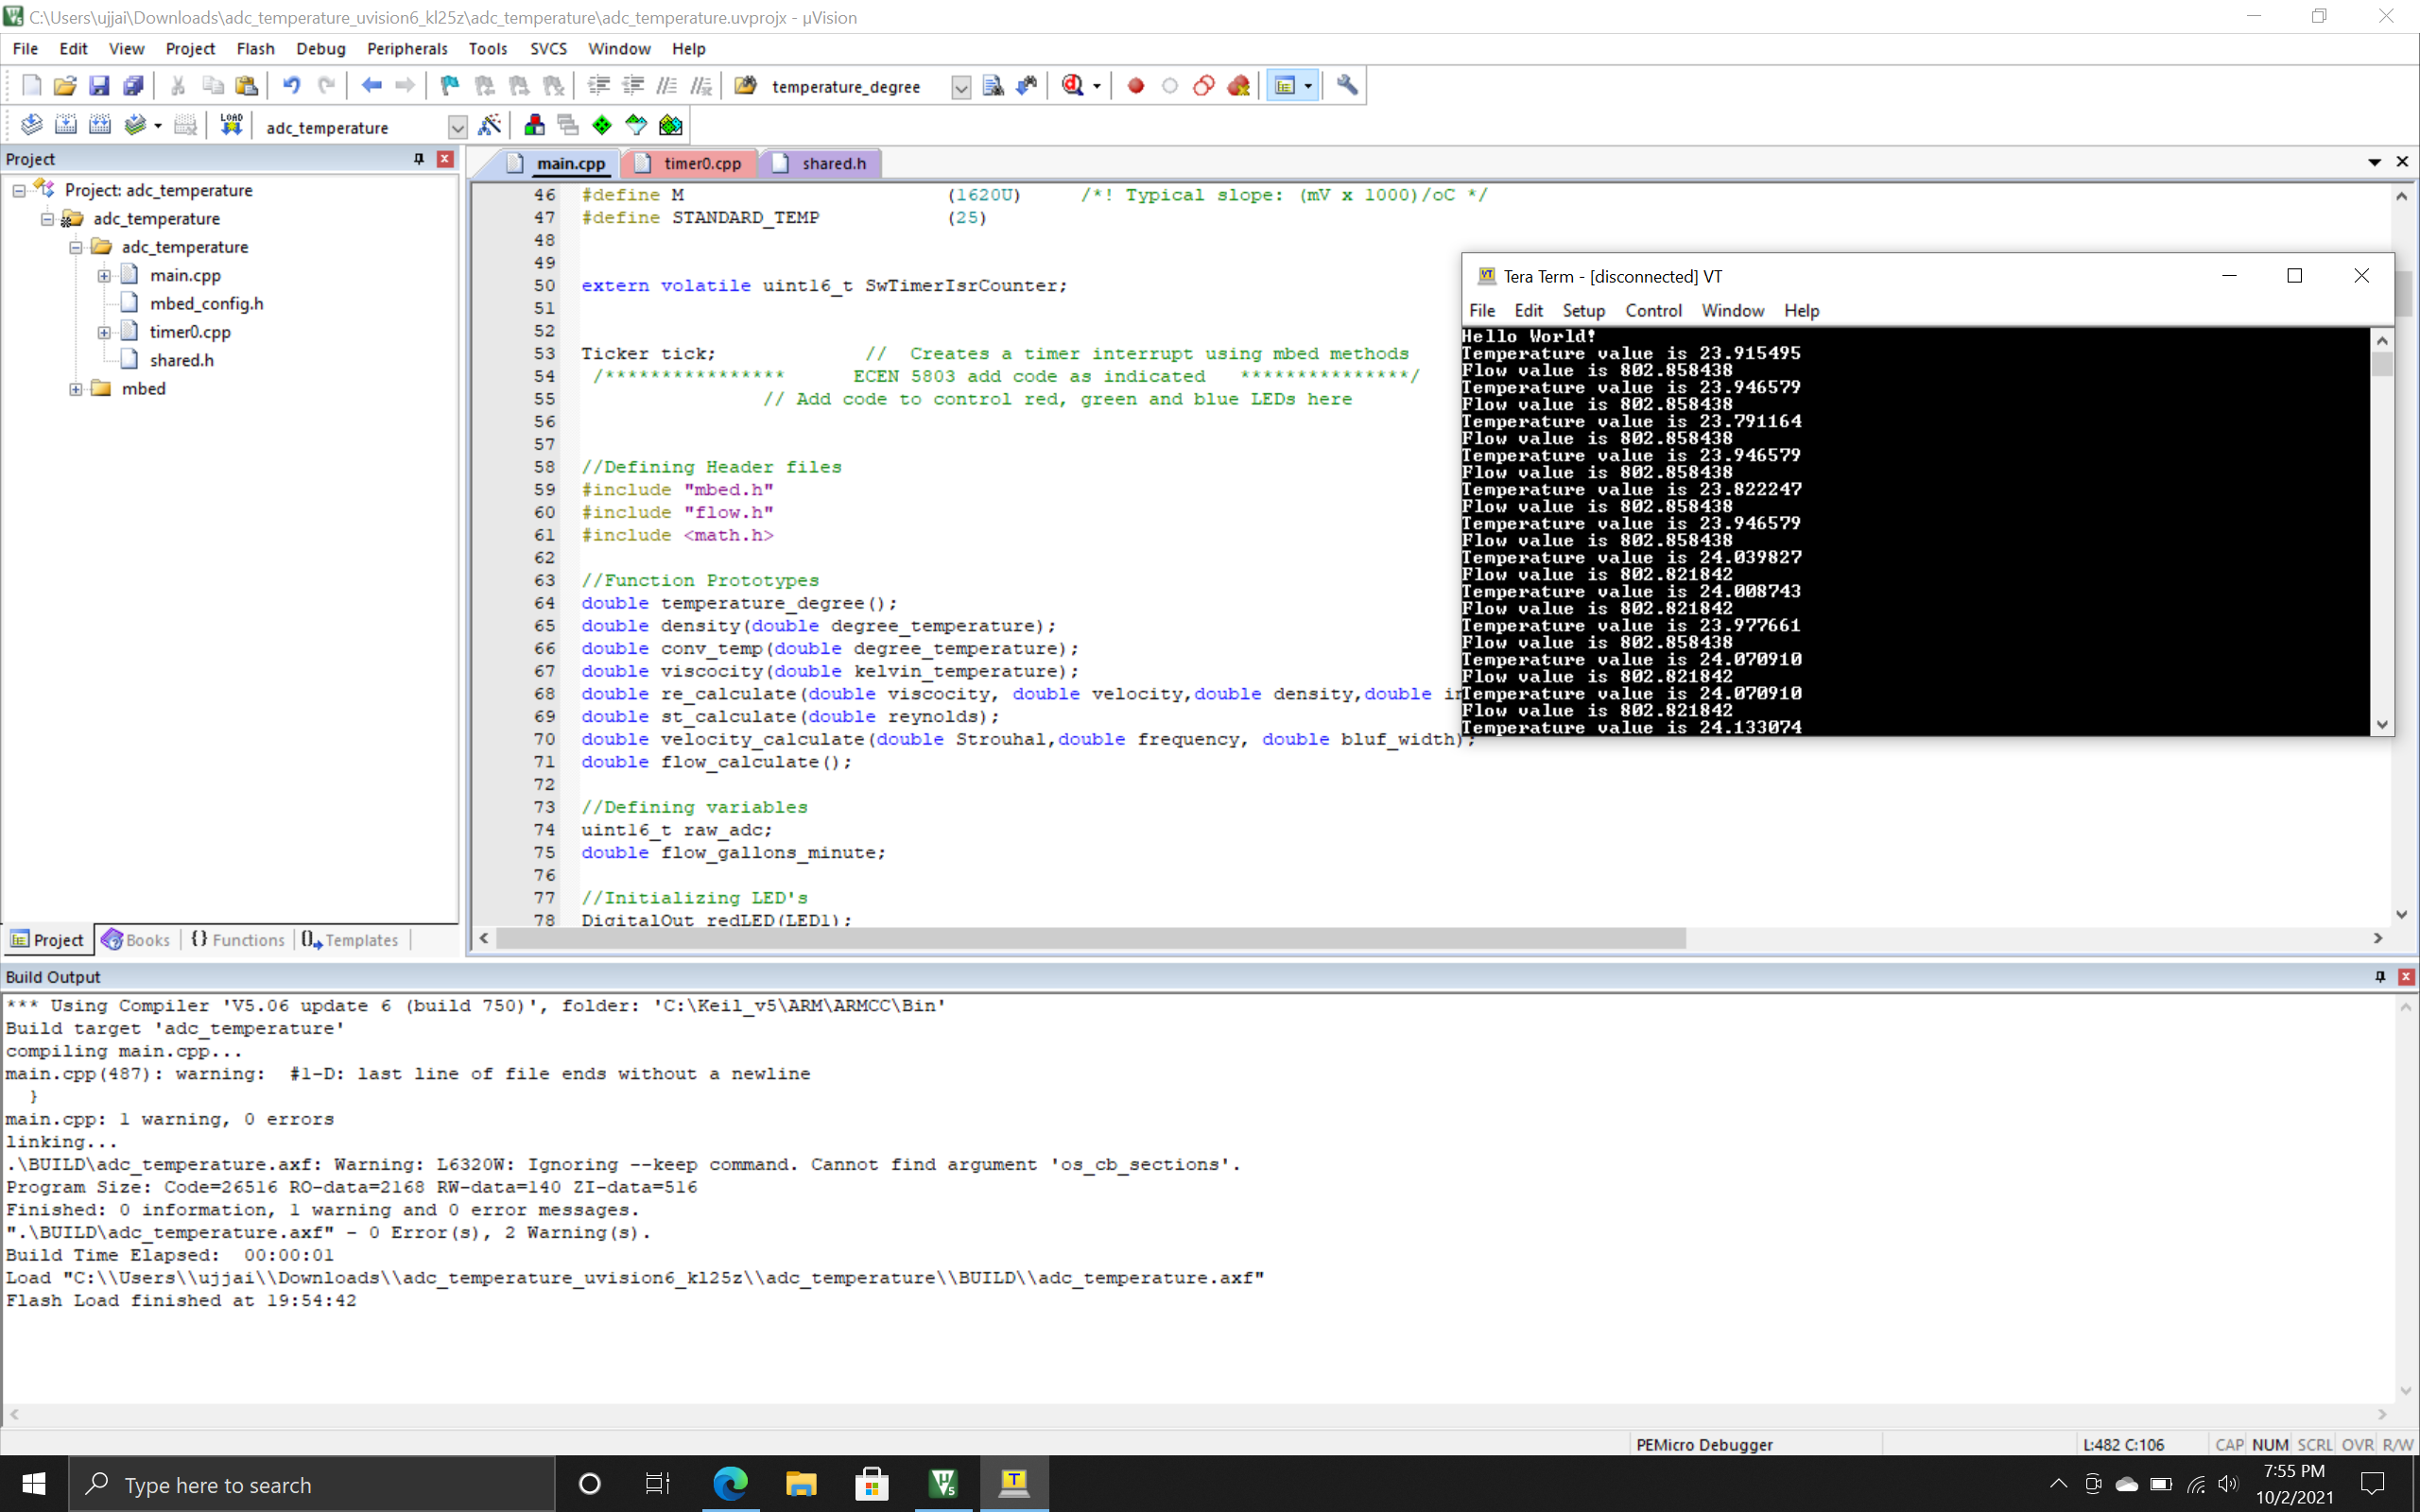 C:\Users\ujjai\Downloads\adc_temperature_uvision6_kl25z\adc_temperature\adc_temperature.uvprojx - µVision
File Edit View Project Flash Debug Peripherals Tools SVCS Window Help
temperature_degree
LOAD adc_temperature
Project
Project: adc_temperature
adc_temperature
adc_temperature
main.cpp
mbed_config.h
timer0.cpp
shared.h
mbed
Project Books {} Functions Templates
main.cpp timer0.cpp shared.h
46 #define M (1620U) /*! Typical slope: (mV x 1000)/oC */
47 #define STANDARD_TEMP (25)
48
49
50 extern volatile uint16_t SwTimerIsrCounter;
51
52
53 Ticker tick; // Creates a timer interrupt using mbed methods
54 /**************** ECEN 5803 add code as indicated ***************/
55 // Add code to control red, green and blue LEDs here
56
57
58 //Defining Header files
59 #include "mbed.h"
60 #include "flow.h"
61 #include <math.h>
62
63 //Function Prototypes
64 double temperature_degree();
65 double density(double degree_temperature);
66 double conv_temp(double degree_temperature);
67 double viscocity(double kelvin_temperature);
68 double re_calculate(double viscocity, double velocity,double density,double in
69 double st_calculate(double reynolds);
70 double velocity_calculate(double Strouhal,double frequency, double bluf_width);
71 double flow_calculate();
72
73 //Defining variables
74 uint16_t raw_adc;
75 double flow_gallons_minute;
76
77 //Initializing LED's
78 DigitalOut redLED(LED1);
Tera Term - [disconnected] VT
File Edit Setup Control Window Help
Hello World!
Temperature value is 23.915495
Flow value is 802.858438
Temperature value is 23.946579
Flow value is 802.858438
Temperature value is 23.791164
Flow value is 802.858438
Temperature value is 23.946579
Flow value is 802.858438
Temperature value is 23.822247
Flow value is 802.858438
Temperature value is 23.946579
Flow value is 802.858438
Temperature value is 24.039827
Flow value is 802.821842
Temperature value is 24.008743
Flow value is 802.821842
Temperature value is 23.977661
Flow value is 802.858438
Temperature value is 24.070910
Flow value is 802.821842
Temperature value is 24.070910
Flow value is 802.821842
Temperature value is 24.133074
Build Output
*** Using Compiler 'V5.06 update 6 (build 750)', folder: 'C:\Keil_v5\ARM\ARMCC\Bin'
Build target 'adc_temperature'
compiling main.cpp...
main.cpp(487): warning:  #1-D: last line of file ends without a newline
}
main.cpp: 1 warning, 0 errors
linking...
.\BUILD\adc_temperature.axf: Warning: L6320W: Ignoring --keep command. Cannot find argument 'os_cb_sections'.
Program Size: Code=26516 RO-data=2168 RW-data=140 ZI-data=516
Finished: 0 information, 1 warning and 0 error messages.
".\BUILD\adc_temperature.axf" - 0 Error(s), 2 Warning(s).
Build Time Elapsed:  00:00:01
Load "C:\\Users\\ujjai\\Downloads\\adc_temperature_uvision6_kl25z\\adc_temperature\\BUILD\\adc_temperature.axf"
Flash Load finished at 19:54:42
PEMicro Debugger L:482 C:106 CAP NUM SCRL OVR R/W
Type here to search
7:55 PM
10/2/2021